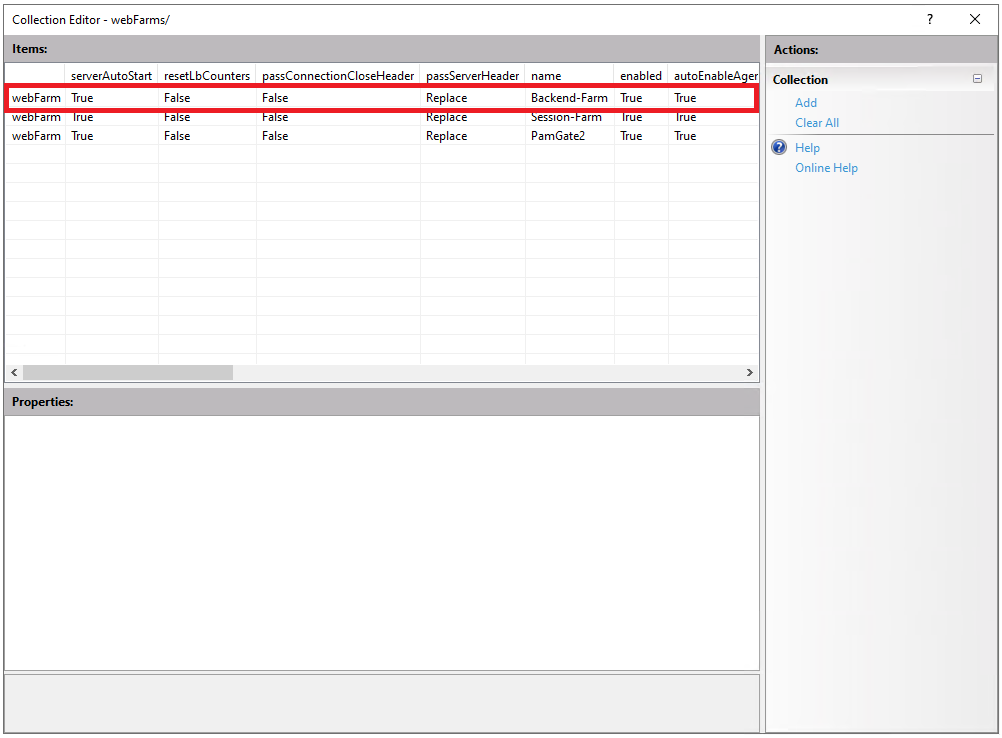 Collection Editor - webFarms/ ?
Items:
serverAutoStart resetLbCounters passConnectionCloseHeader passServerHeader name enabled autoEnableAger
webFarm True False False Replace Backend-Farm True True
webFarm True False False Replace Session-Farm True True
webFarm True False False Replace PamGate2 True True
Properties:
Actions:
Collection
Add
Clear All
? Help
Online Help